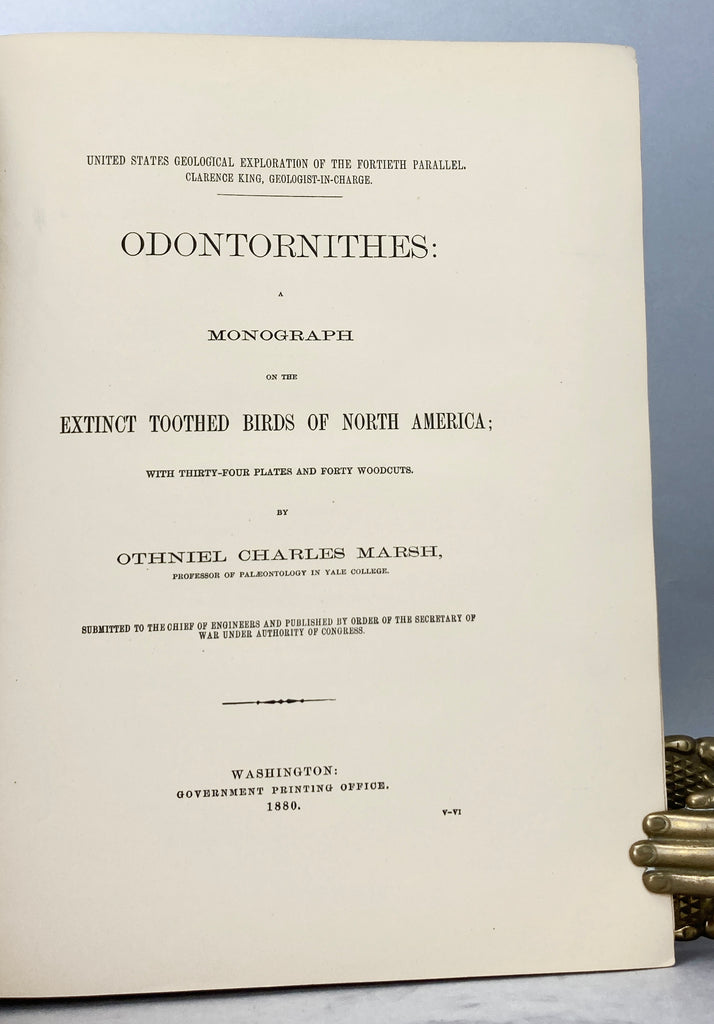 UNITED STATES GEOLOGICAL EXPLORATION OF THE FORTIETH PARALLEL.
CLARENCE KING, GEOLOGIST-IN-CHARGE.
ODONTORNITHES:
A
MONOGRAPH
ON THE
EXTINCT TOOTHED BIRDS OF NORTH AMERICA;
WITH THIRTY-FOUR PLATES AND FORTY WOODCUTS.
BY
OTHNIEL CHARLES MARSH,
PROFESSOR OF PALÆONTOLOGY IN YALE COLLEGE.
SUBMITTED TO THE CHIEF OF ENGINEERS AND PUBLISHED BY ORDER OF THE SECRETARY OF
WAR UNDER AUTHORITY OF CONGRESS.
WASHINGTON:
GOVERNMENT PRINTING OFFICE.
1880.
V-VI